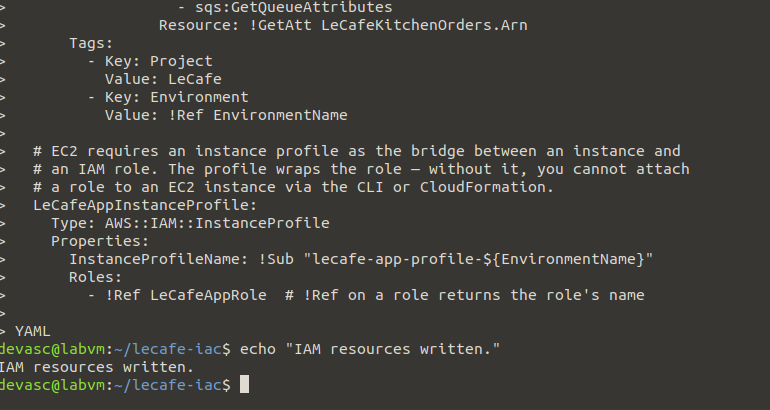 >                    - sqs:GetQueueAttributes
>                  Resource: !GetAtt LeCafeKitchenOrders.Arn
>       Tags:
>         - Key: Project
>           Value: LeCafe
>         - Key: Environment
>           Value: !Ref EnvironmentName
>
>   # EC2 requires an instance profile as the bridge between an instance and
>   # an IAM role. The profile wraps the role — without it, you cannot attach
>   # a role to an EC2 instance via the CLI or CloudFormation.
>   LeCafeAppInstanceProfile:
>     Type: AWS::IAM::InstanceProfile
>     Properties:
>       InstanceProfileName: !Sub "lecafe-app-profile-${EnvironmentName}"
>       Roles:
>         - !Ref LeCafeAppRole  # !Ref on a role returns the role's name
>
> YAML
devasc@labvm:~/lecafe-iac$ echo "IAM resources written."
IAM resources written.
devasc@labvm:~/lecafe-iac$